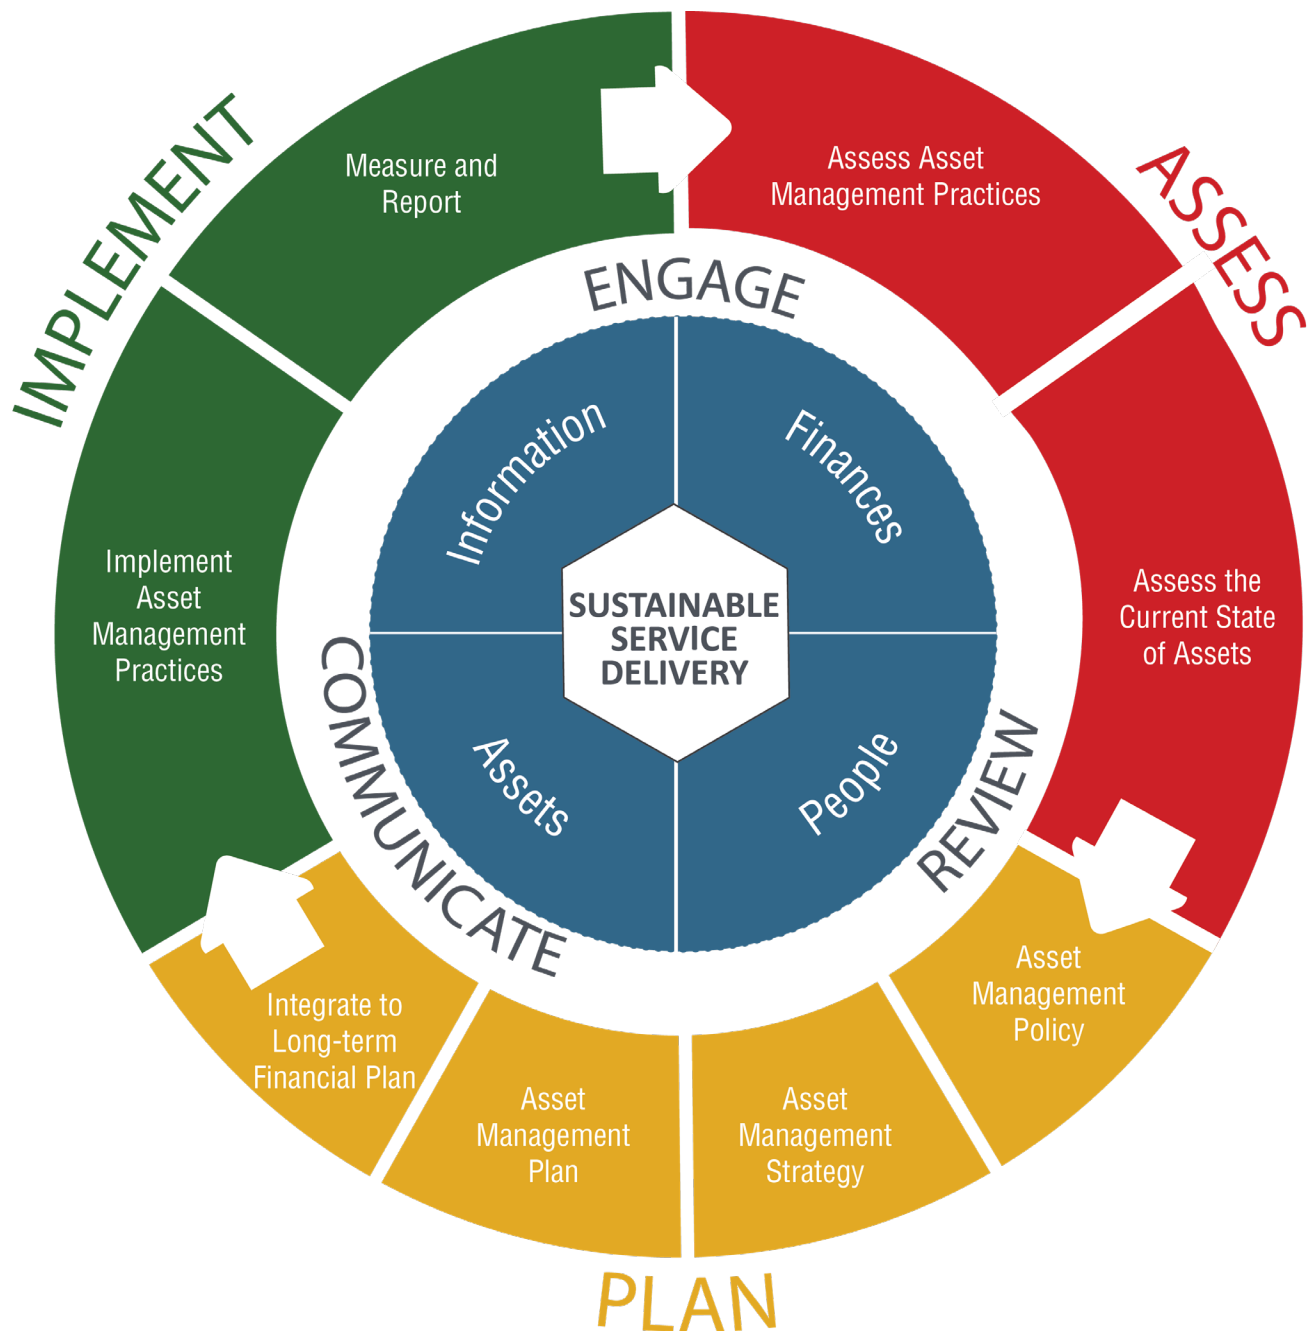 IMPLEMENT
Measure and
Report
Assess Asset
Management Practices
ASSESS
ENGAGE
Information
Finances
Implement
Asset
Management
Practices
SUSTAINABLE
SERVICE
DELIVERY
Assess the
Current State
of Assets
COMMUNICATE
Assets
People
REVIEW
Asset
Management
Policy
Integrate to
Long-term
Financial Plan
Asset
Management
Plan
Asset
Management
Strategy
PLAN